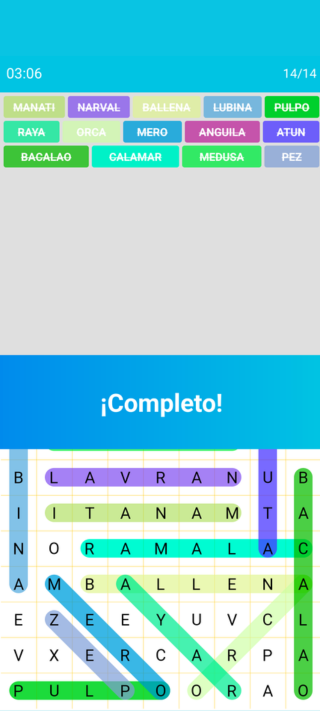 03:06 14/14
MANATI NARVAL BALLENA LUBINA PULPO
RAYA ORCA MERO ANGUILA ATUN
BACALAO CALAMAR MEDUSA PEZ
¡Completo!
B L A V R A N U B
I I T A N A M T A
N O R A M A L A C
A M B A L L E N A
E Z E E Y U V C L
V X E R C A R P A
P U L P O O R A O